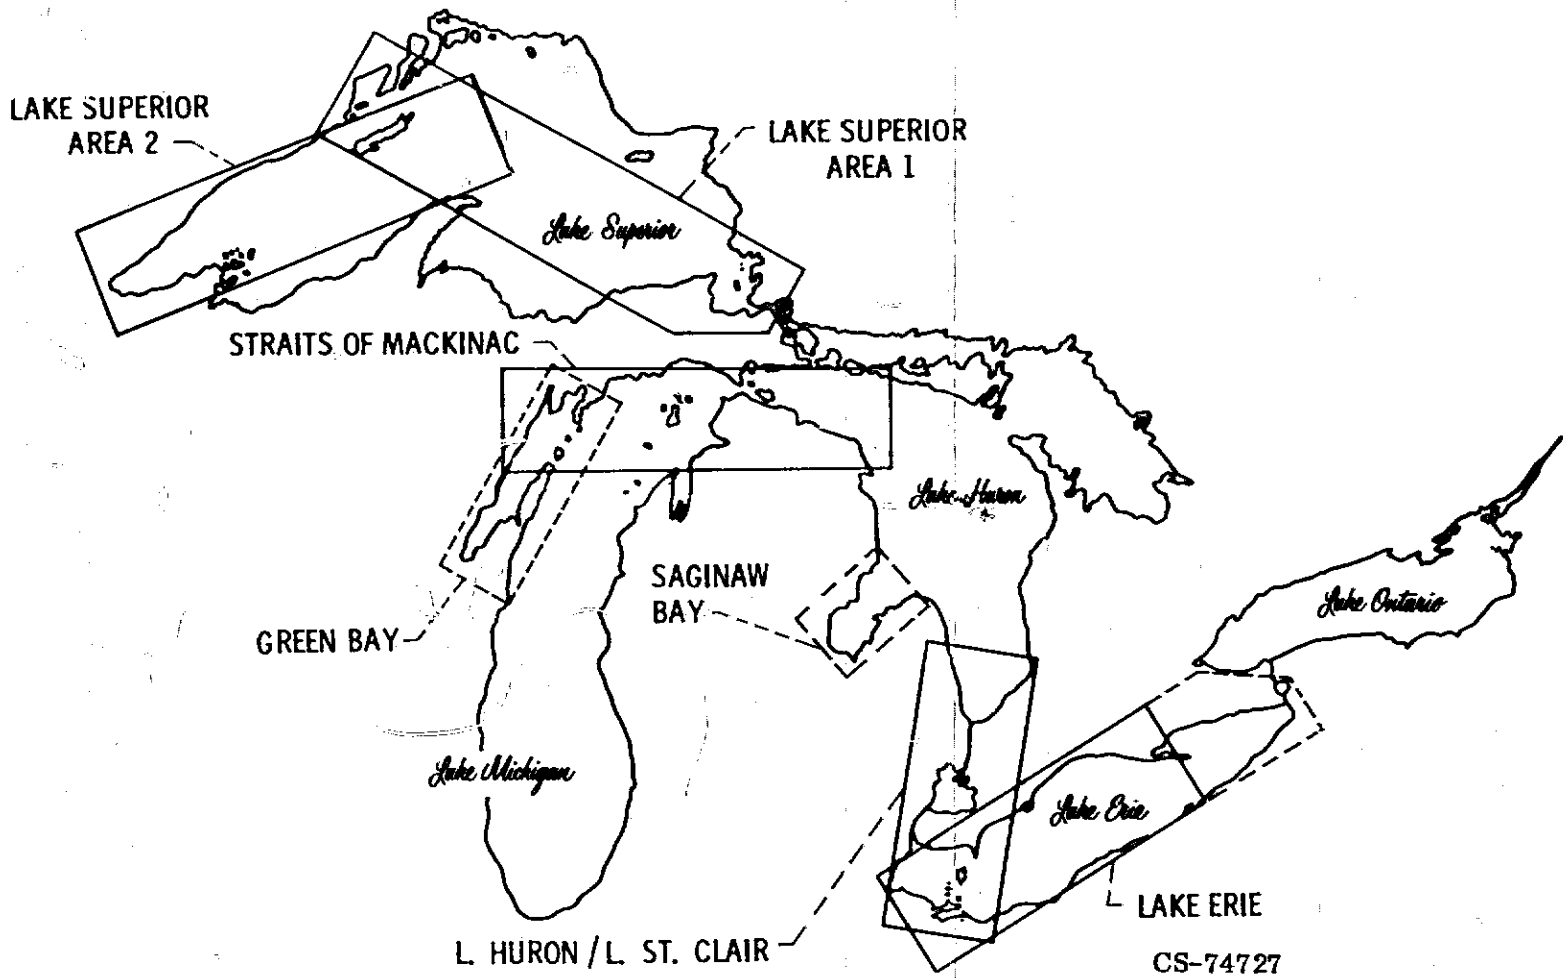 LAKE SUPERIOR
AREA 2
LAKE SUPERIOR
AREA 1
Lake Superior
STRAITS OF MACKINAC
Lake Huron
SAGINAW
BAY
Lake Ontario
GREEN BAY
Lake Michigan
Lake Erie
LAKE ERIE
L. HURON / L. ST. CLAIR
CS-74727